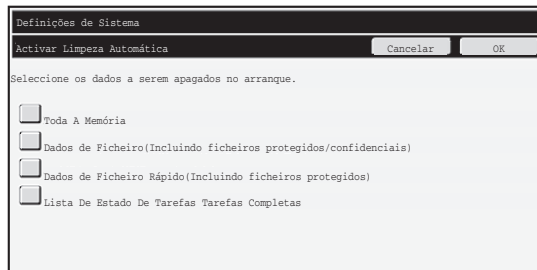 Definições de Sistema
Activar Limpeza Automática Cancelar OK
Seleccione os dados a serem apagados no arranque.
Toda A Memória
Dados de Ficheiro(Incluindo ficheiros protegidos/confidenciais)
Dados de Ficheiro Rápido(Incluindo ficheiros protegidos)
Lista De Estado De Tarefas Tarefas Completas